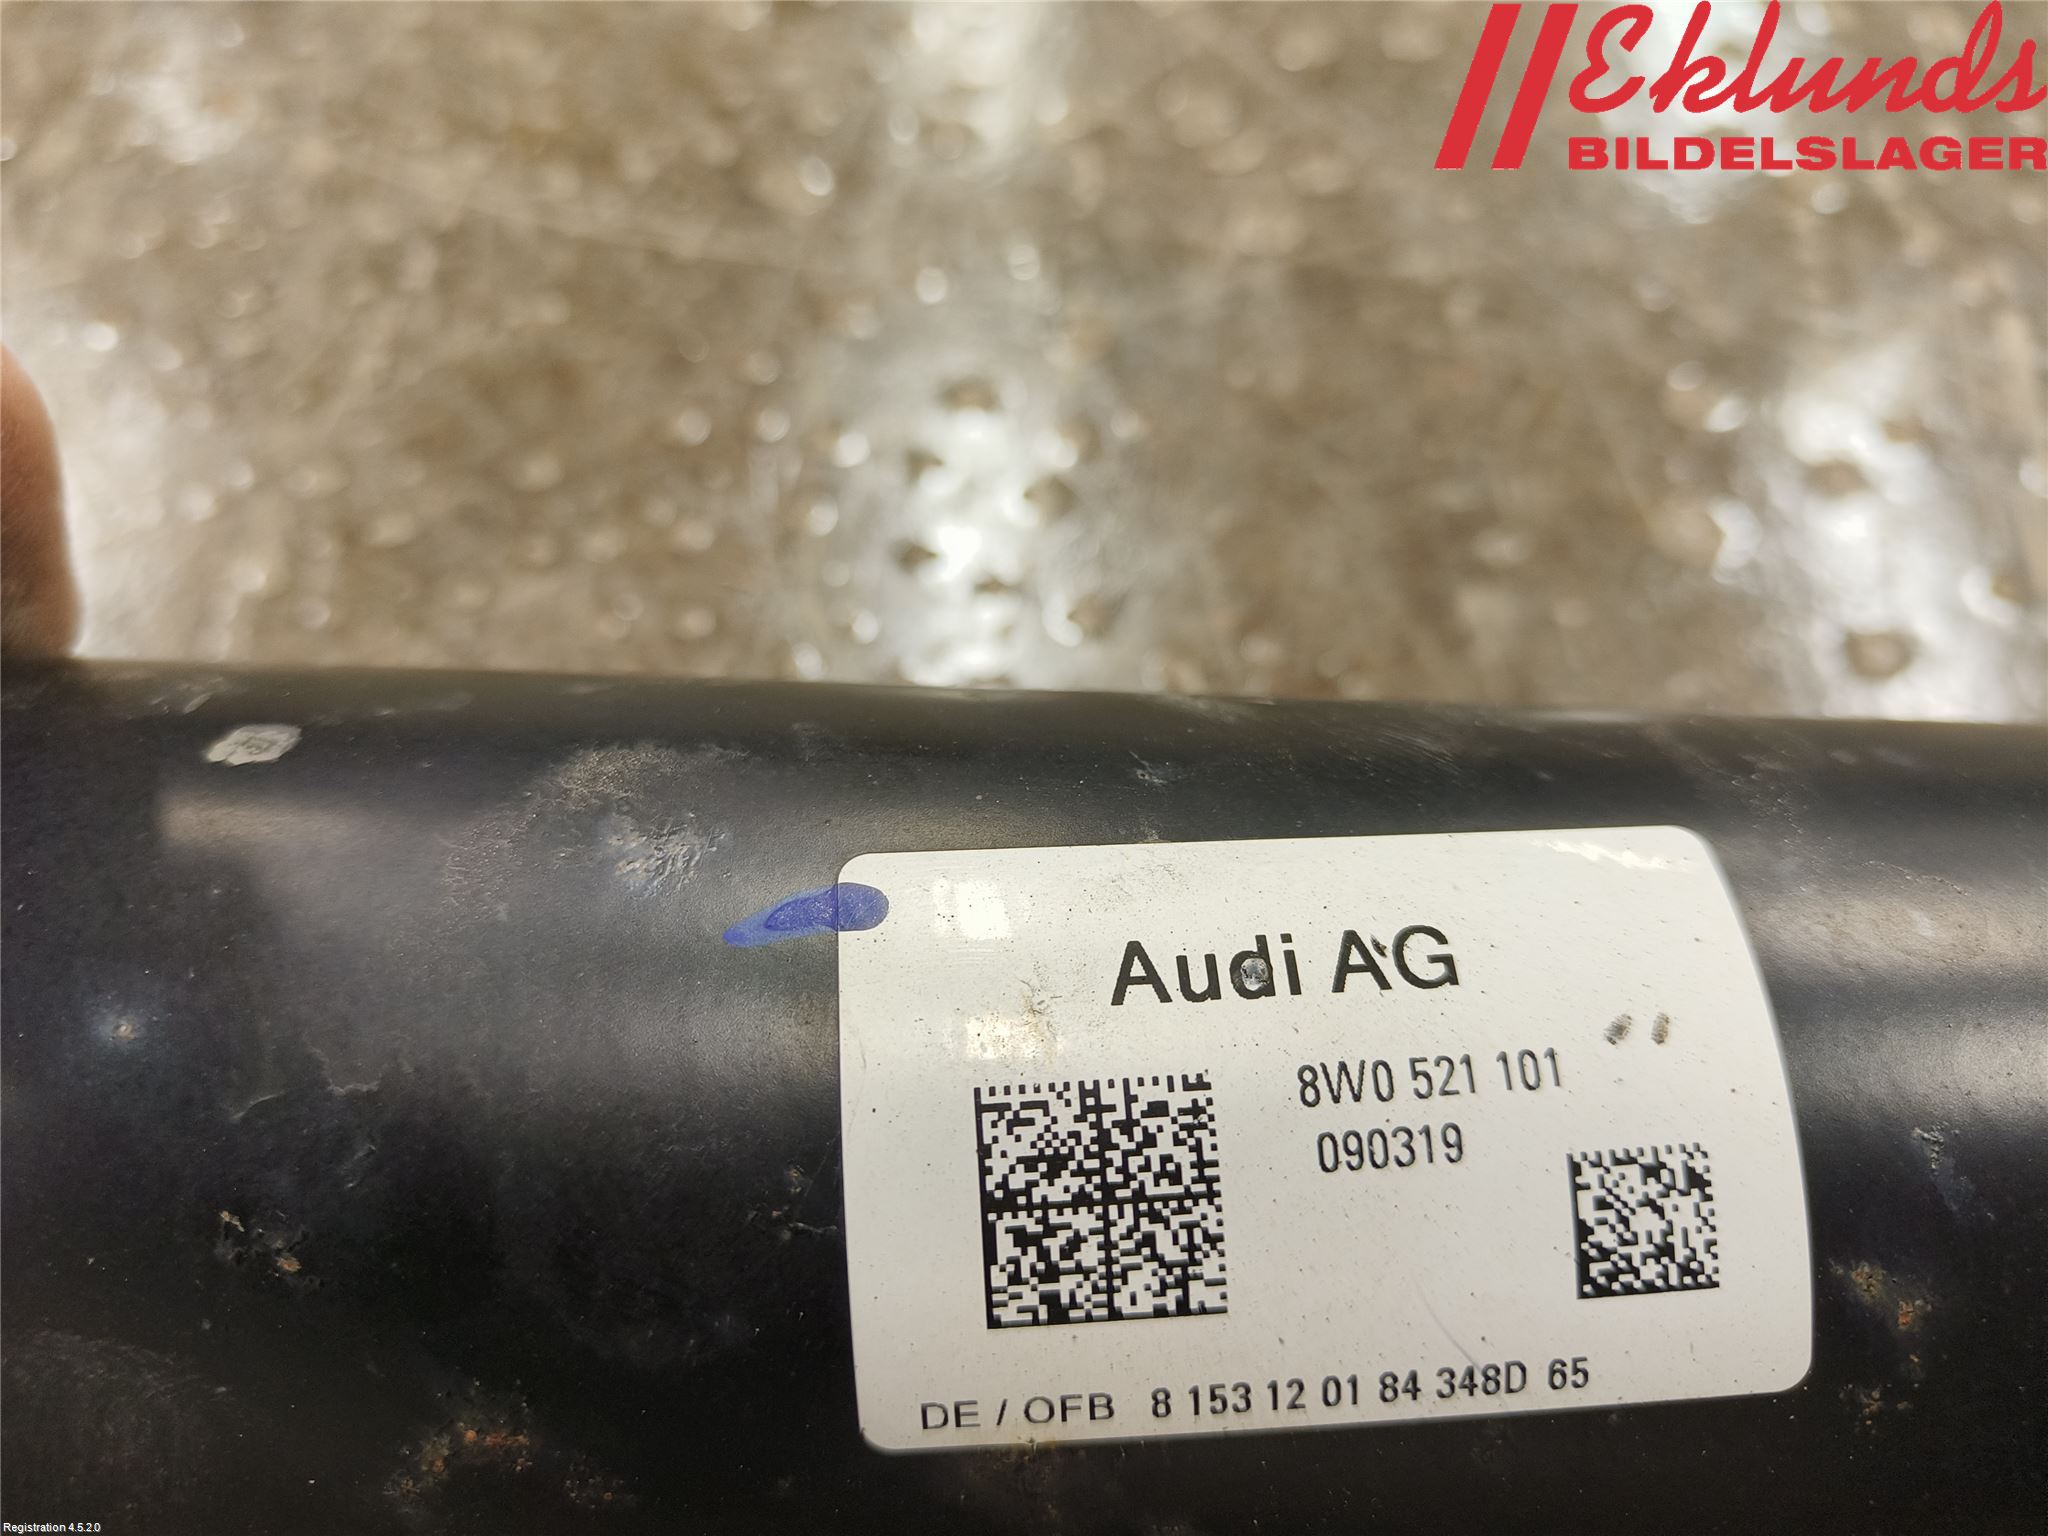 Eklunds
BILDELSLAGER
Audi AG
8W0 521 101
090319
DE / OFB 8 153 12 01 84 348D 65
Registration 4.5.2.0